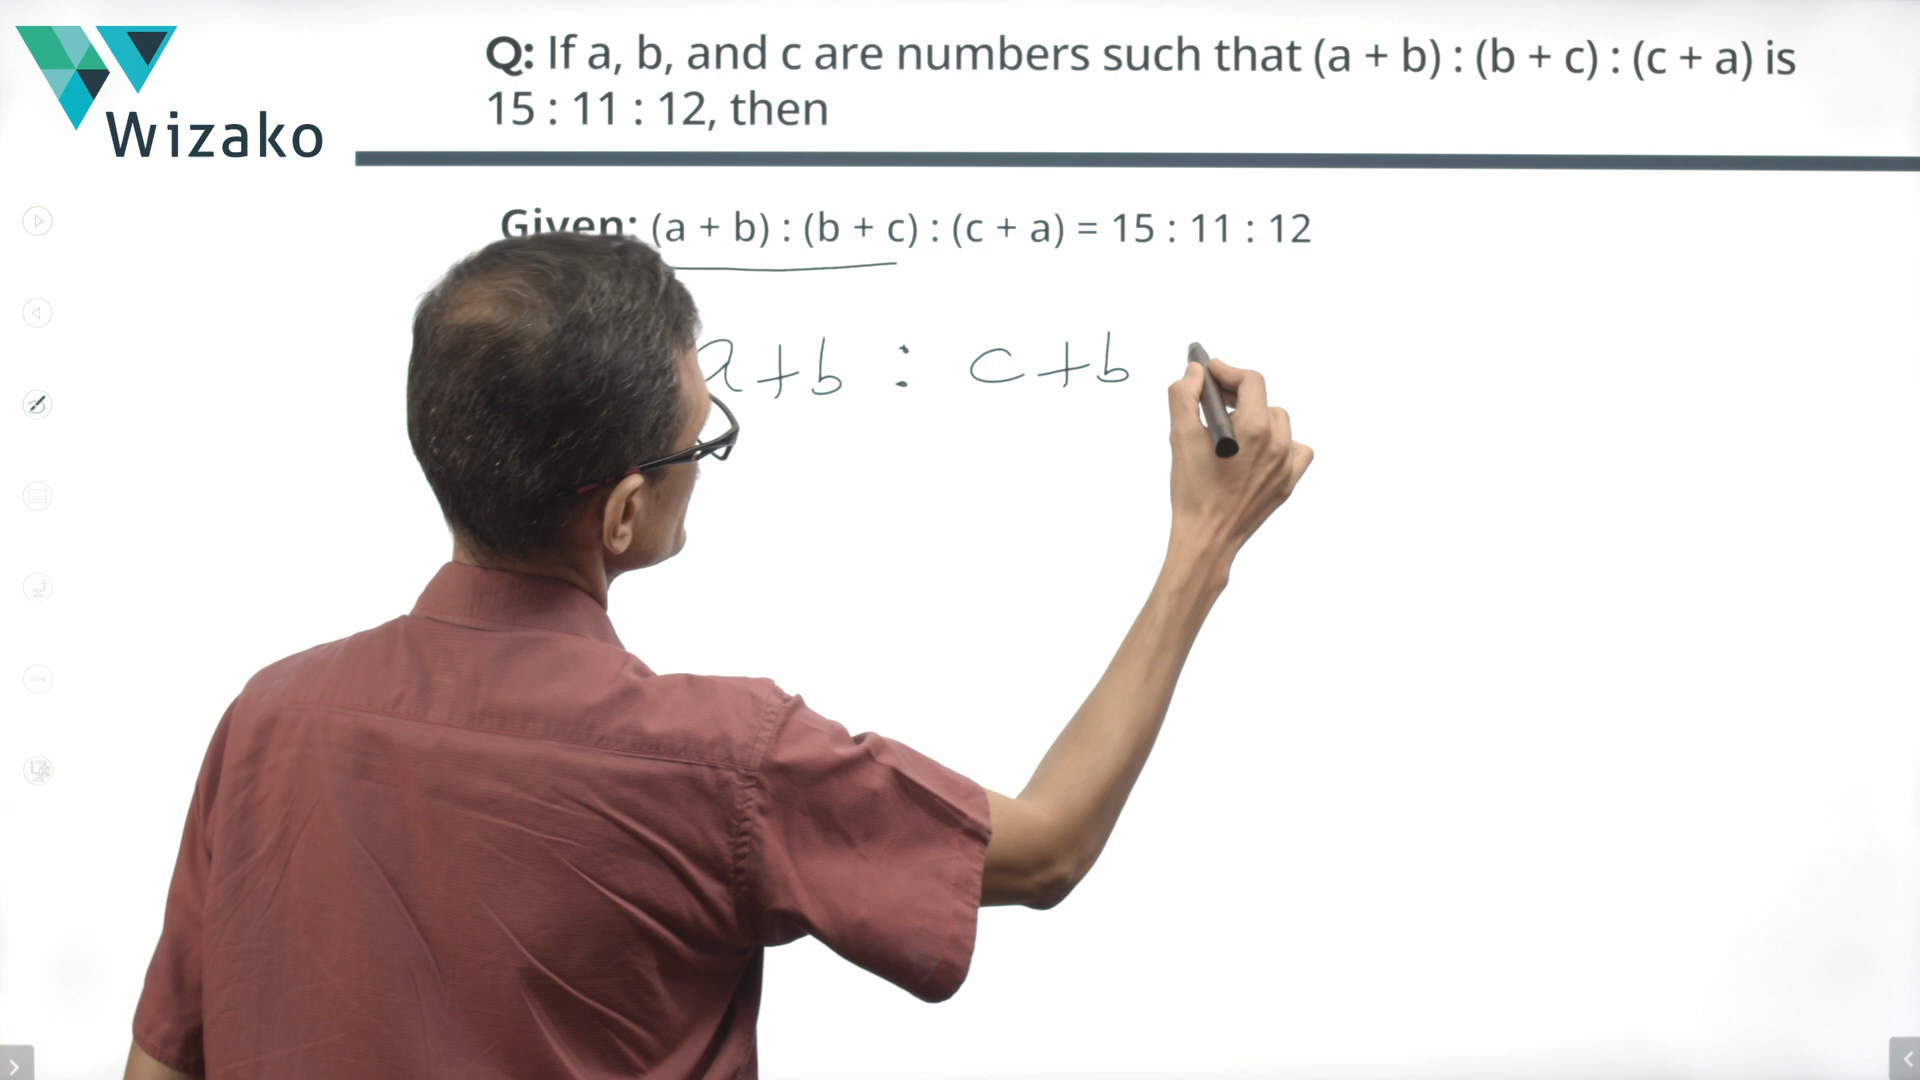 Wizako
Q: If a, b, and c are numbers such that (a + b) : (b + c) : (c + a) is
15 : 11 : 12, then
Given: (a + b) : (b + c) : (c + a) = 15 : 11 : 12
a + b : c + b